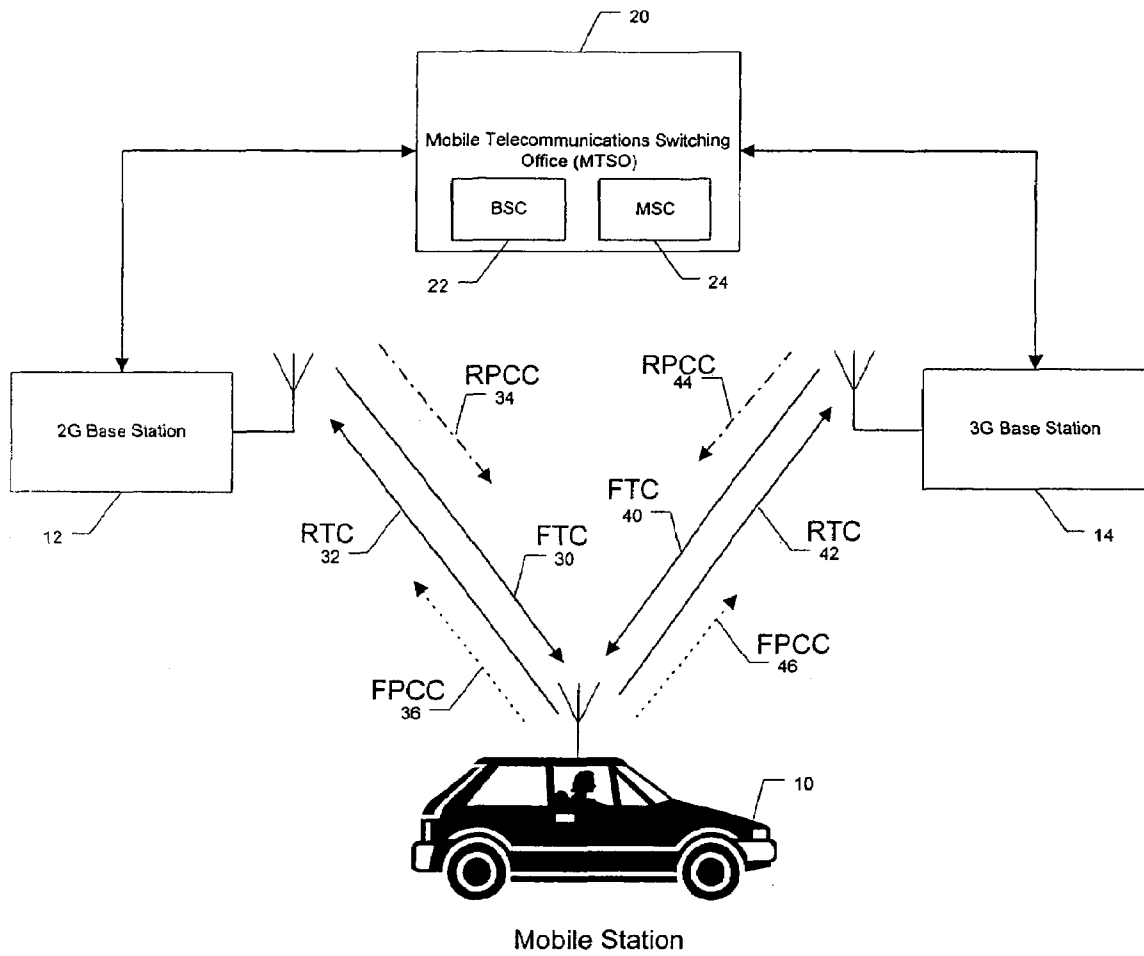 20
Mobile Telecommunications Switching
Office (MTSO)
BSC
MSC
22
24
2G Base Station
12
3G Base Station
14
RPCC
34
RPCC
44
RTC
32
FTC
30
FTC
40
RTC
42
FPCC
36
FPCC
46
10
Mobile Station